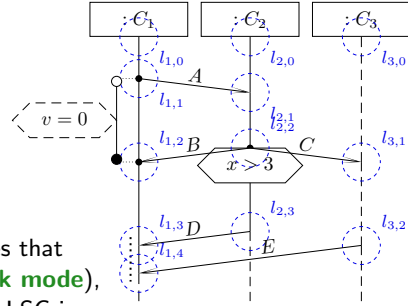 : C₁ : C₂ : C₃
l₁,₀ l₂,₀ l₃,₀
A
l₁,₁
l₂,₁
v = 0
l₂,₂
l₁,₂ B C l₃,₁
x > 3
l₁,₃ D l₂,₃ l₃,₂
s that
l₁,₄ E
k mode),